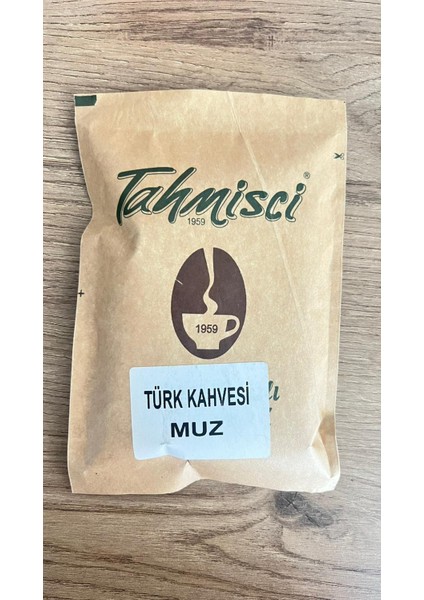 Tahmisci®
1959
1959
TÜRK KAHVESİ
MUZ